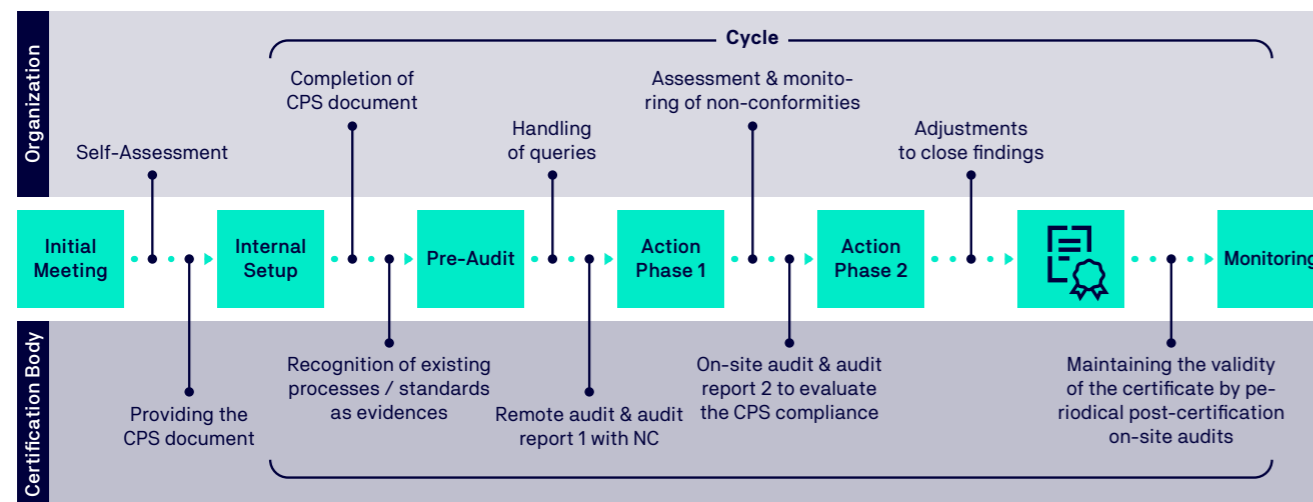 Organization
Cycle
Completion of
CPS document
Assessment & monito-
ring of non-conformities
Handling
of queries
Adjustments
to close findings
Self-Assessment
Initial
Meeting
Internal
Setup
Pre-Audit
Action
Phase 1
Action
Phase 2
Monitoring
Certification Body
Providing the
CPS document
Recognition of existing
processes / standards
as evidences
Remote audit & audit
report 1 with NC
On-site audit & audit
report 2 to evaluate
the CPS compliance
Maintaining the validity
of the certificate by pe-
riodical post-certification
on-site audits